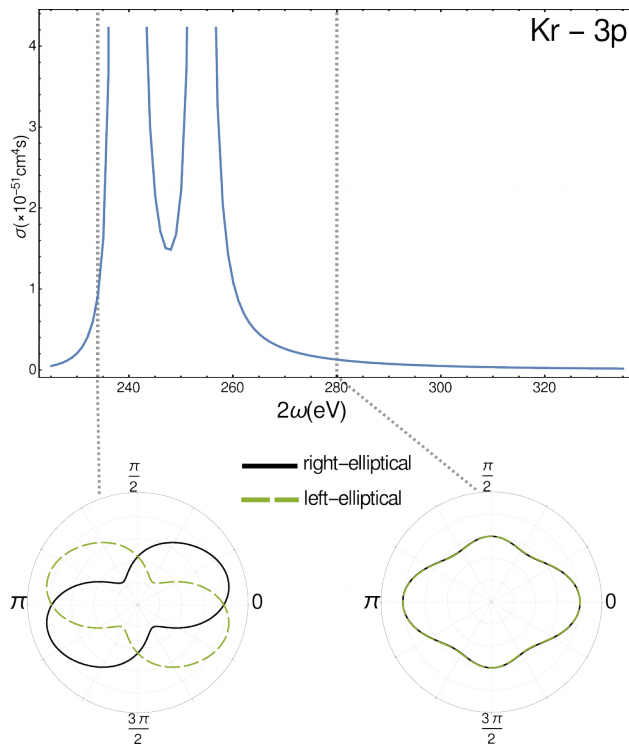 Kr − 3p
4
3
2
1
0
σ(×10⁻⁵¹cm⁴s)
240
260
280
300
320
2ω(eV)
right−elliptical
left−elliptical
π/2
π
0
3π/2
π/2
π
0
3π/2